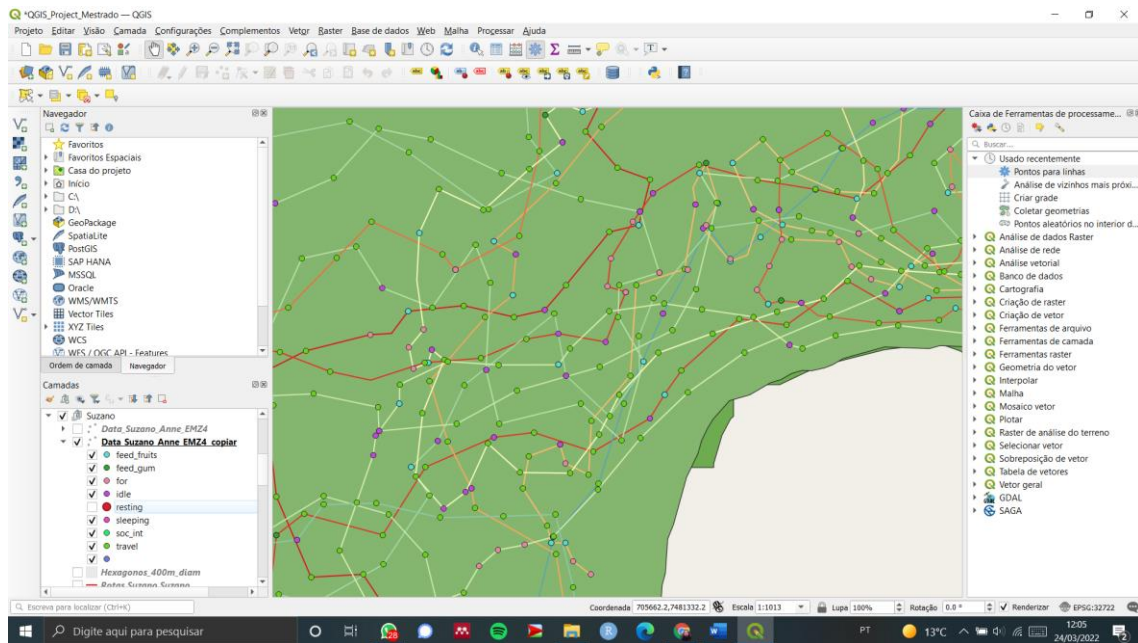 *QGIS_Project_Mestrado — QGIS
Projeto Editar Visão Camada Configurações Complementos Vetor Raster Base de dados Web Malha Processar Ajuda
Navegador
Favoritos
Favoritos Espaciais
Casa do projeto
Início
C:\
D:\
GeoPackage
SpatiaLite
PostGIS
SAP HANA
MSSQL
Oracle
WMS/WMTS
Vector Tiles
XYZ Tiles
WCS
WFS / OGC API - Features
Ordem de camada Navegador
Camadas
Suzano
Data_Suzano_Anne_EMZ4
Data Suzano Anne EMZ4 copiar
feed_fruits
feed_gum
for
idle
resting
sleeping
soc_int
travel
Hexagonos_400m_diam
Rotas Suzano Suzano
Caixa de Ferramentas de processame...
Buscar...
Usado recentemente
Pontos para linhas
Análise de vizinhos mais próxi...
Criar grade
Coletar geometrias
Pontos aleatórios no interior d...
Análise de dados Raster
Análise de rede
Análise vetorial
Banco de dados
Cartografia
Criação de raster
Criação de vetor
Ferramentas de arquivo
Ferramentas de camada
Ferramentas raster
Geometria do vetor
Interpolar
Malha
Mosaico vetor
Plotar
Raster de análise do terreno
Selecionar vetor
Sobreposição de vetor
Tabela de vetores
Vetor geral
GDAL
SAGA
Escreva para localizar (Ctrl+K)
Coordenada 705662.2,7481332.2 Escala 1:1013 Lupa 100% Rotação 0.0 ° Renderizar EPSG:32722
Digite aqui para pesquisar
28
PT
13°C
12:05
24/03/2022